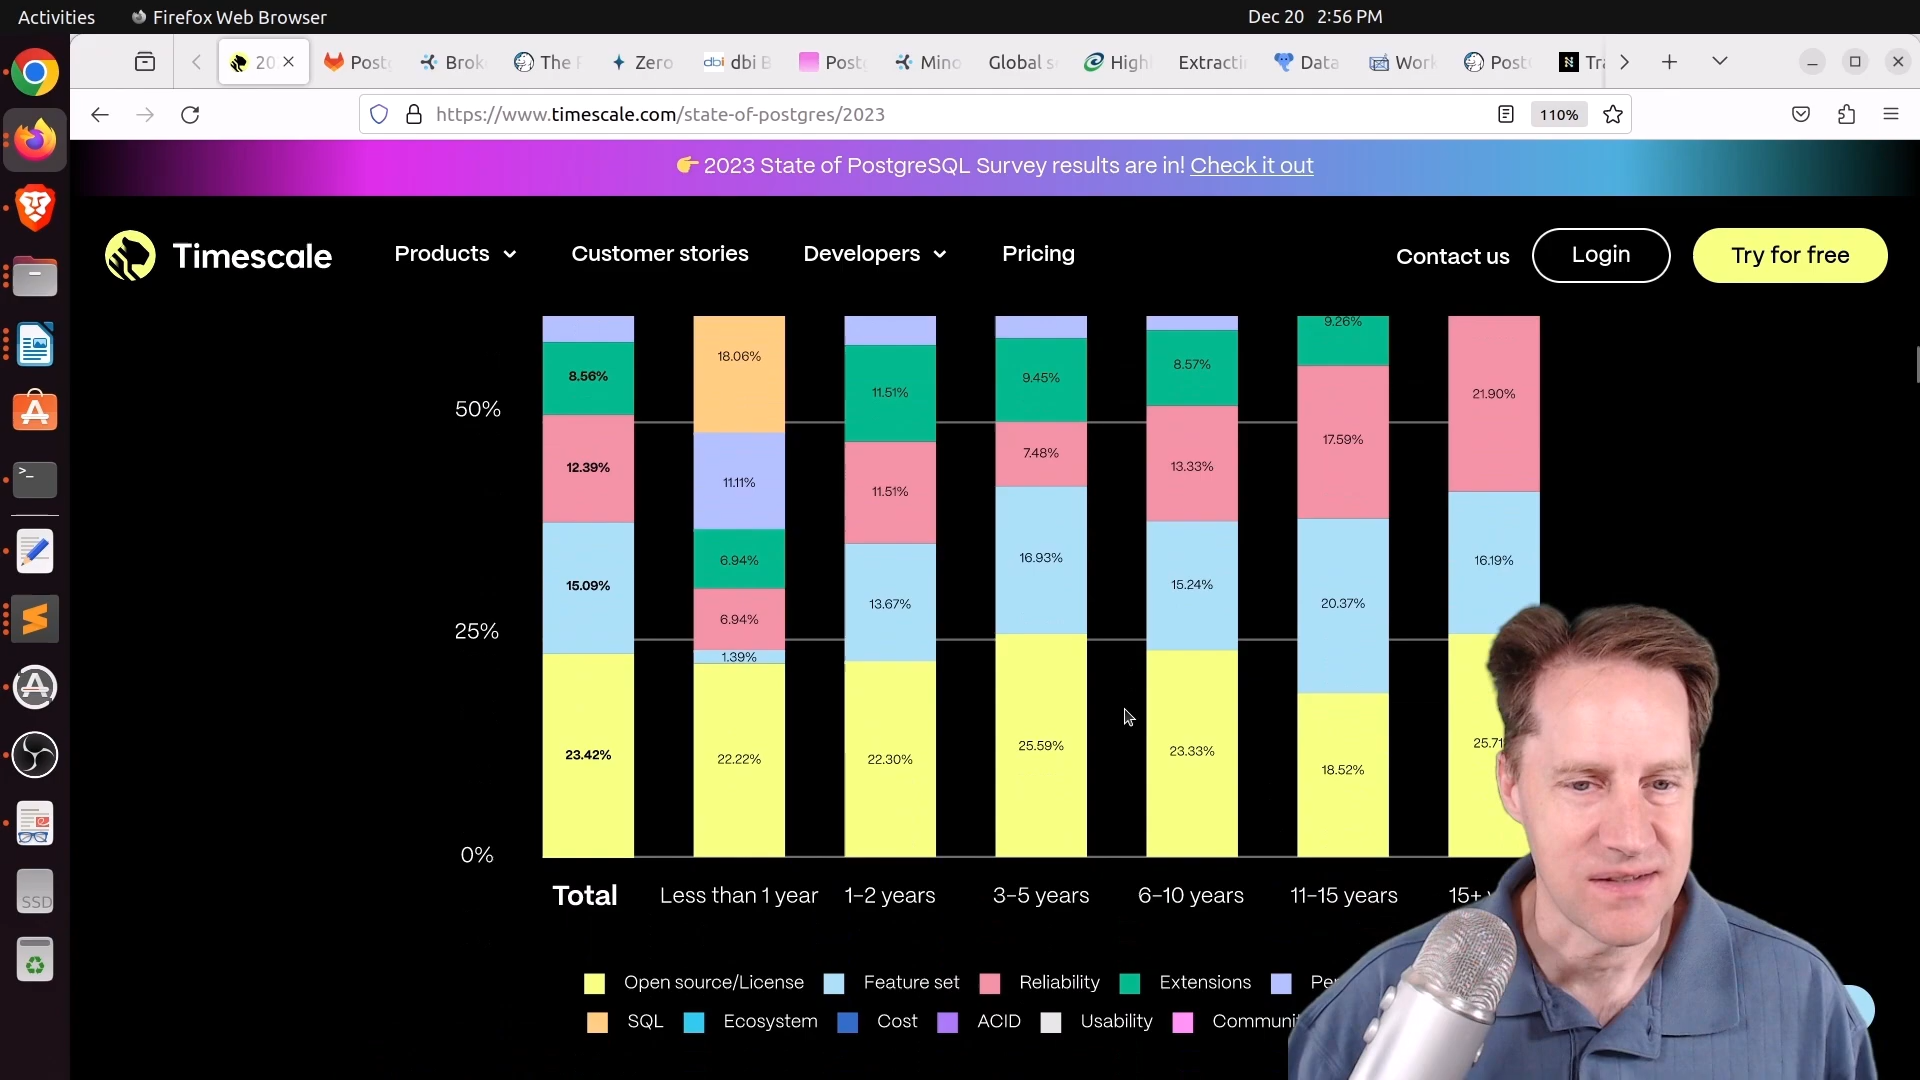 Activities
Firefox Web Browser
Dec 20 2:56 PM
20
Post
Brok
The
Zero
dbi dbi B
Post
Mino
Global s
High
Extracti
Data
Work
Post
Tra
https://www.timescale.com/state-of-postgres/2023
110%
👉 2023 State of PostgreSQL Survey results are in! Check it out
Timescale
Products
Customer stories
Developers
Pricing
Contact us
Login
Try for free
50%
25%
0%
8.56%
12.39%
15.09%
23.42%
18.06%
11.11%
6.94%
6.94%
1.39%
22.22%
11.51%
11.51%
13.67%
22.30%
9.45%
7.48%
16.93%
25.59%
8.57%
13.33%
15.24%
23.33%
9.26%
17.59%
20.37%
18.52%
21.90%
16.19%
25.71
Total
Less than 1 year
1–2 years
3–5 years
6–10 years
11–15 years
15+
Open source/License
Feature set
Reliability
Extensions
SQL
Ecosystem
Cost
ACID
Usability
SSD